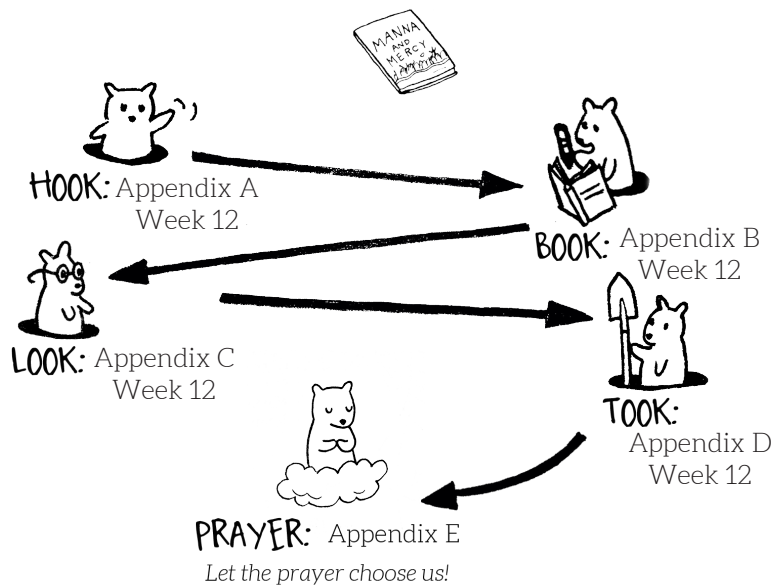 MANNA
AND
MERCY
HOOK: Appendix A
Week 12
BOOK: Appendix B
Week 12
LOOK: Appendix C
Week 12
TOOK:
Appendix D
Week 12
PRAYER: Appendix E
Let the prayer choose us!